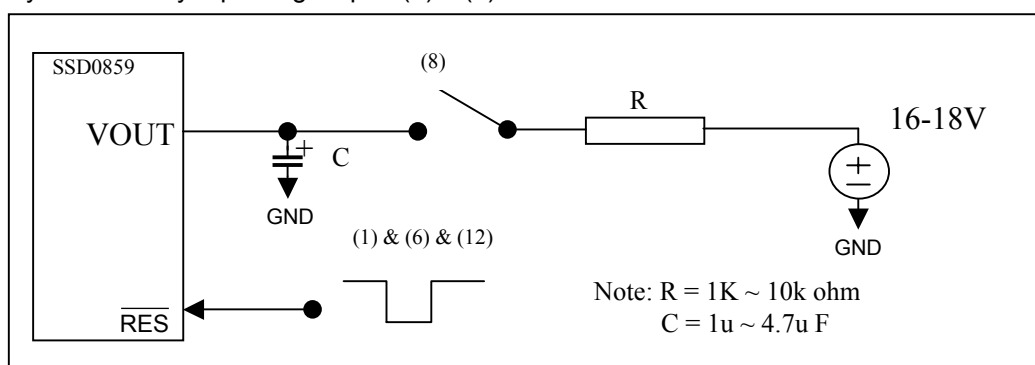 SSD0859
(8)
R
16-18V
VOUT
+
C
+
−
GND
GND
(1) & (6) & (12)
Note: R = 1K ~ 10k ohm
C = 1u ~ 4.7u F
RES